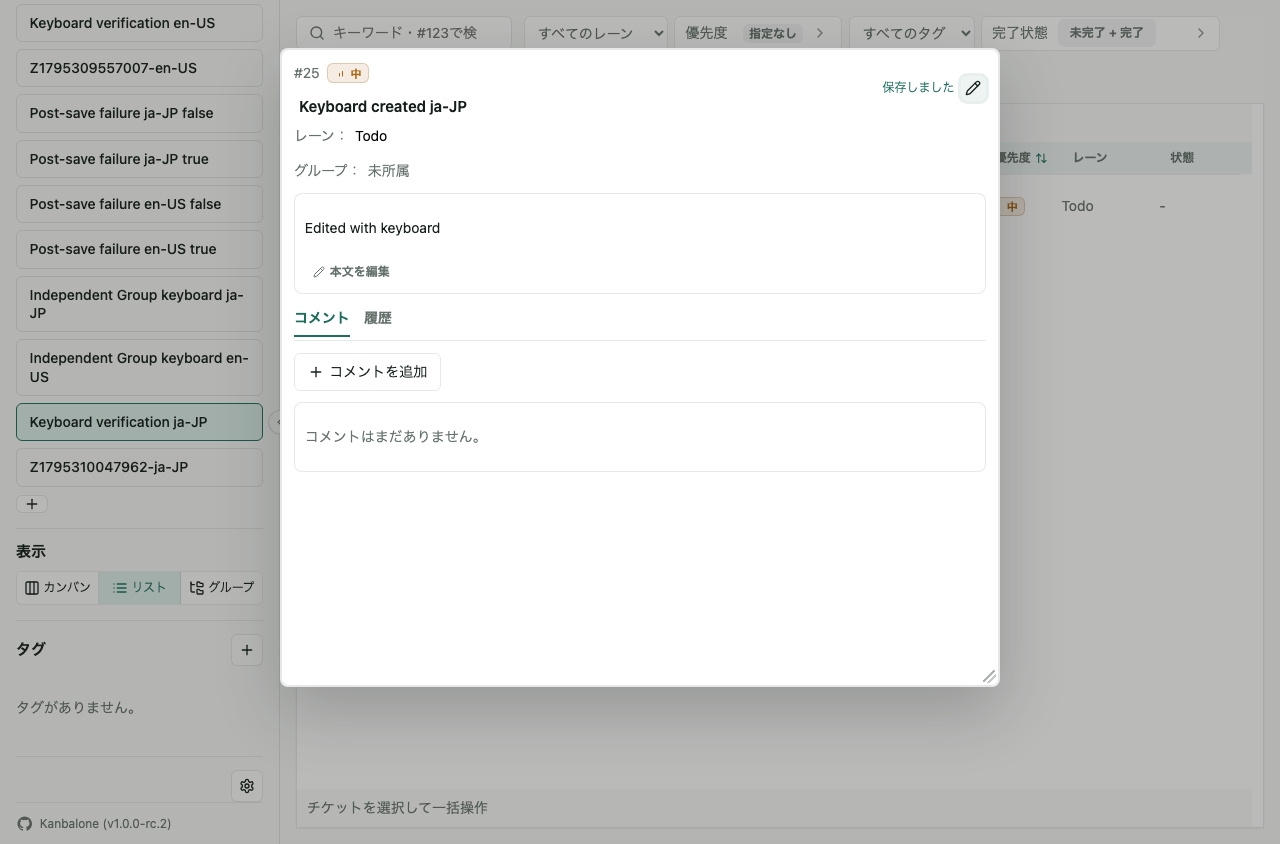 Keyboard verification en-US
Z1795309557007-en-US
Post-save failure ja-JP false
Post-save failure ja-JP true
Post-save failure en-US false
Post-save failure en-US true
Independent Group keyboard ja-
JP
Independent Group keyboard en-
US
Keyboard verification ja-JP
Z1795310047962-ja-JP
表示
カンバン
リスト
グループ
タグ
タグがありません。
Kanbalone (v1.0.0-rc.2)
キーワード・#123で検
すべてのレーン
優先度 指定なし
すべてのタグ
完了状態 未完了 + 完了
#25 中
保存しました
Keyboard created ja-JP
レーン： Todo
グループ： 未所属
Edited with keyboard
本文を編集
コメント 履歴
コメントを追加
コメントはまだありません。
優先度 レーン 状態
中 Todo -
チケットを選択して一括操作